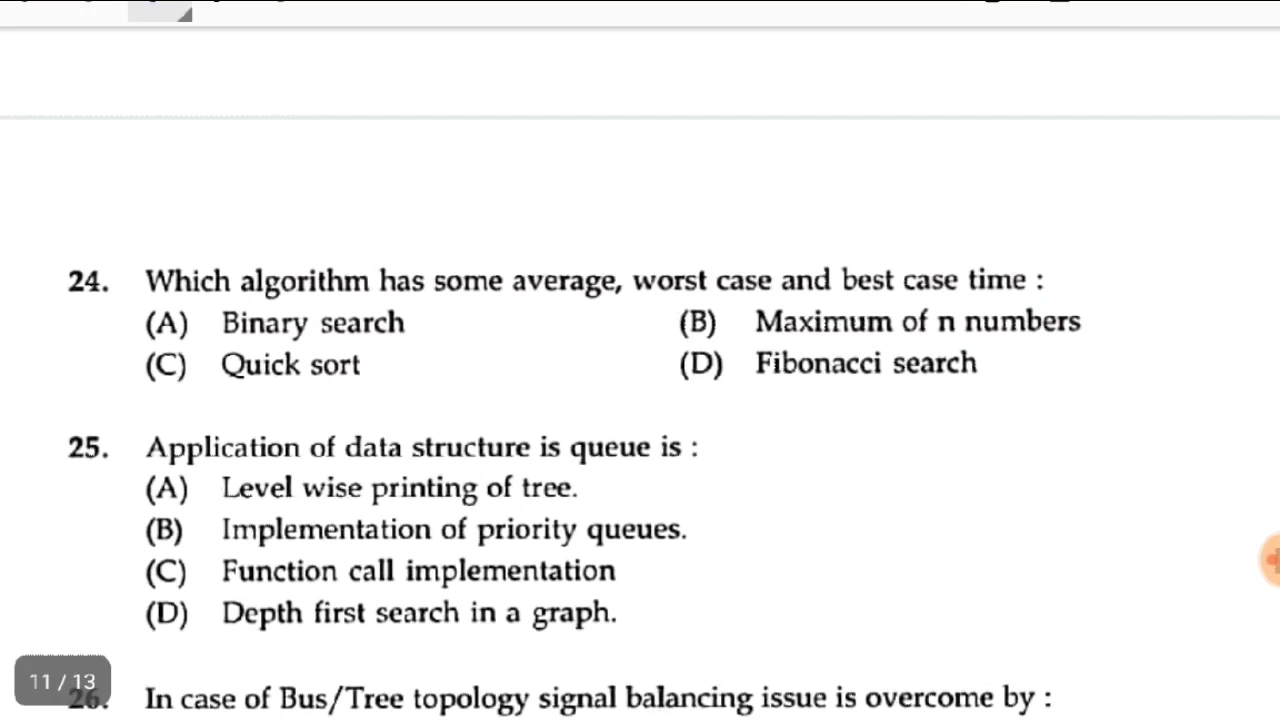 24. Which algorithm has some average, worst case and best case time :
(A) Binary search (B) Maximum of n numbers
(C) Quick sort (D) Fibonacci search
25. Application of data structure is queue is :
(A) Level wise printing of tree.
(B) Implementation of priority queues.
(C) Function call implementation
(D) Depth first search in a graph.
11 / 13
26. In case of Bus/Tree topology signal balancing issue is overcome by :